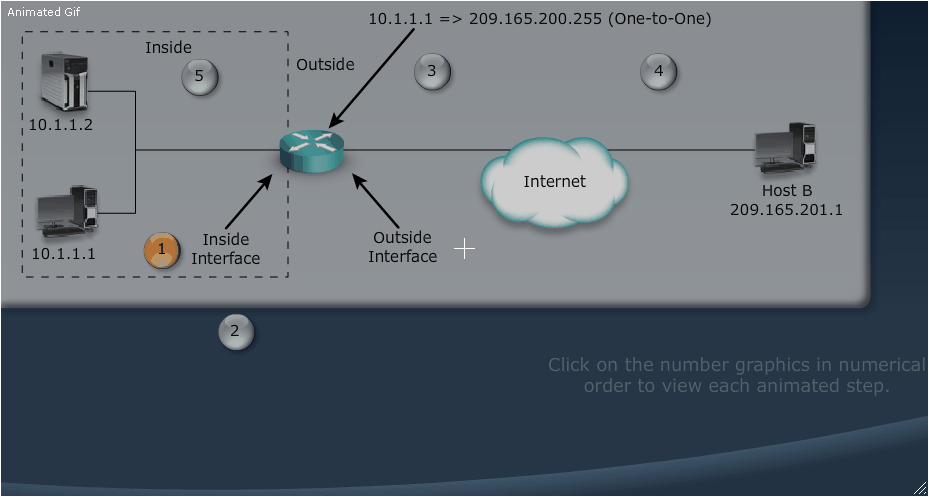 Animated Gif
10.1.1.1 => 209.165.200.255 (One-to-One)
Inside
Outside
5
3
4
10.1.1.2
Internet
Host B
209.165.201.1
10.1.1.1
1
Inside
Interface
Outside
Interface
2
Click on the number graphics in numerical
order to view each animated step.